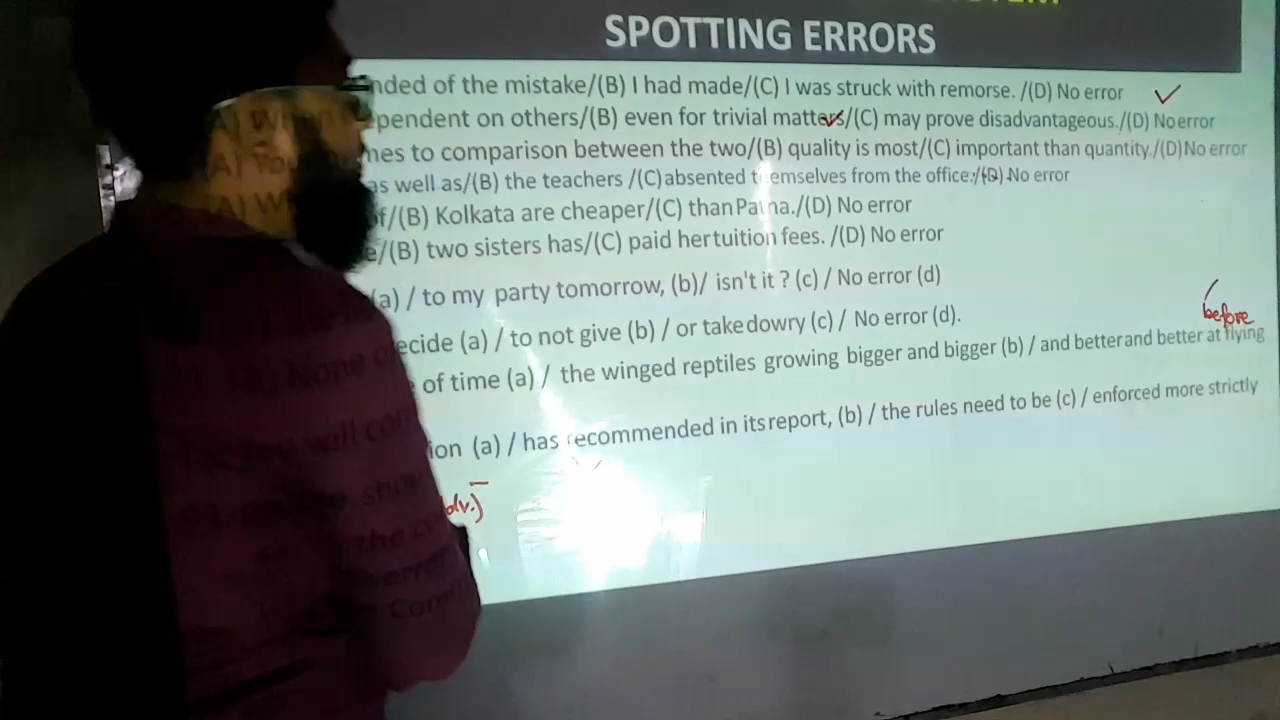 SPOTTING ERRORS
nded of the mistake/(B) I had made/(C) I was struck with remorse. /(D) No error
pendent on others/(B) even for trivial matters/(C) may prove disadvantageous./(D) No error
mes to comparison between the two/(B) quality is most/(C) important than quantity./(D)No error
as well as/(B) the teachers /(C)absented themselves from the office:/(D).No error
of/(B) Kolkata are cheaper/(C) than Patna./(D) No error
e/(B) two sisters has/(C) paid her tuition fees. /(D) No error
(a) / to my party tomorrow, (b)/ isn't it ? (c) / No error (d)
before
ecide (a) / to not give (b) / or take dowry (c) / No error (d).
of time (a) / the winged reptiles growing bigger and bigger (b) / and better and better at flying
ion (a) / has recommended in its report, (b) / the rules need to be (c) / enforced more strictly
dv.)